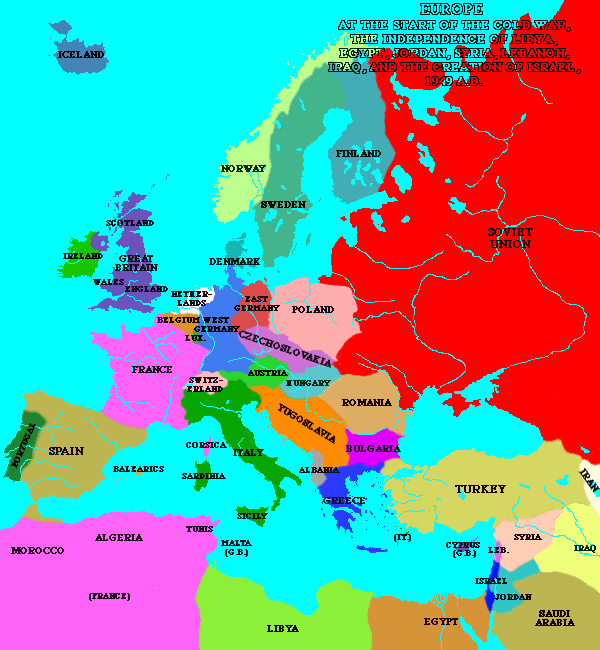 EUROPE
AT THE START OF THE COLD WAR,
THE INDEPENDENCE OF LIBYA,
EGYPT, JORDAN, SYRIA, LEBANON,
IRAQ, AND THE CREATION OF ISRAEL,
1949 A.D.
ICELAND
FINLAND
NORWAY
SWEDEN
SCOTLAND
SOVIET
UNION
IRELAND
GREAT
BRITAIN
DENMARK
WALES
ENGLAND
NETHER-
LANDS
EAST
GERMANY
POLAND
BELGIUM
WEST
GERMANY
LUX.
CZECHOSLOVAKIA
FRANCE
AUSTRIA
SWITZ-
ERLAND
HUNGARY
ROMANIA
YUGOSLAVIA
PORTUGAL
SPAIN
CORSICA
ITALY
BULGARIA
BALEARICS
SARDINIA
ALBANIA
IRAN
GREECE
TURKEY
SICILY
TUNIS
ALGERIA
MOROCCO
MALTA
(G.B.)
(IT.)
CYPRUS
(G.B.)
LEB.
SYRIA
IRAQ
ISRAEL
JORDAN
(FRANCE)
LIBYA
EGYPT
SAUDI
ARABIA